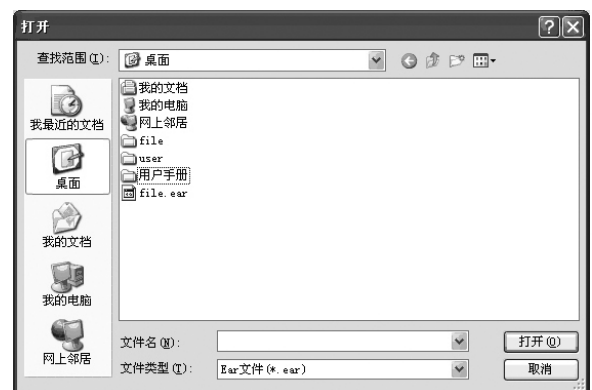 打开
查找范围(I):
桌面
我最近的文档
桌面
我的文档
我的电脑
网上邻居
我的文档
我的电脑
网上邻居
file
user
用户手册
file.ear
文件名(N):
打开(O)
文件类型(T):
Ear文件(*.ear)
取消